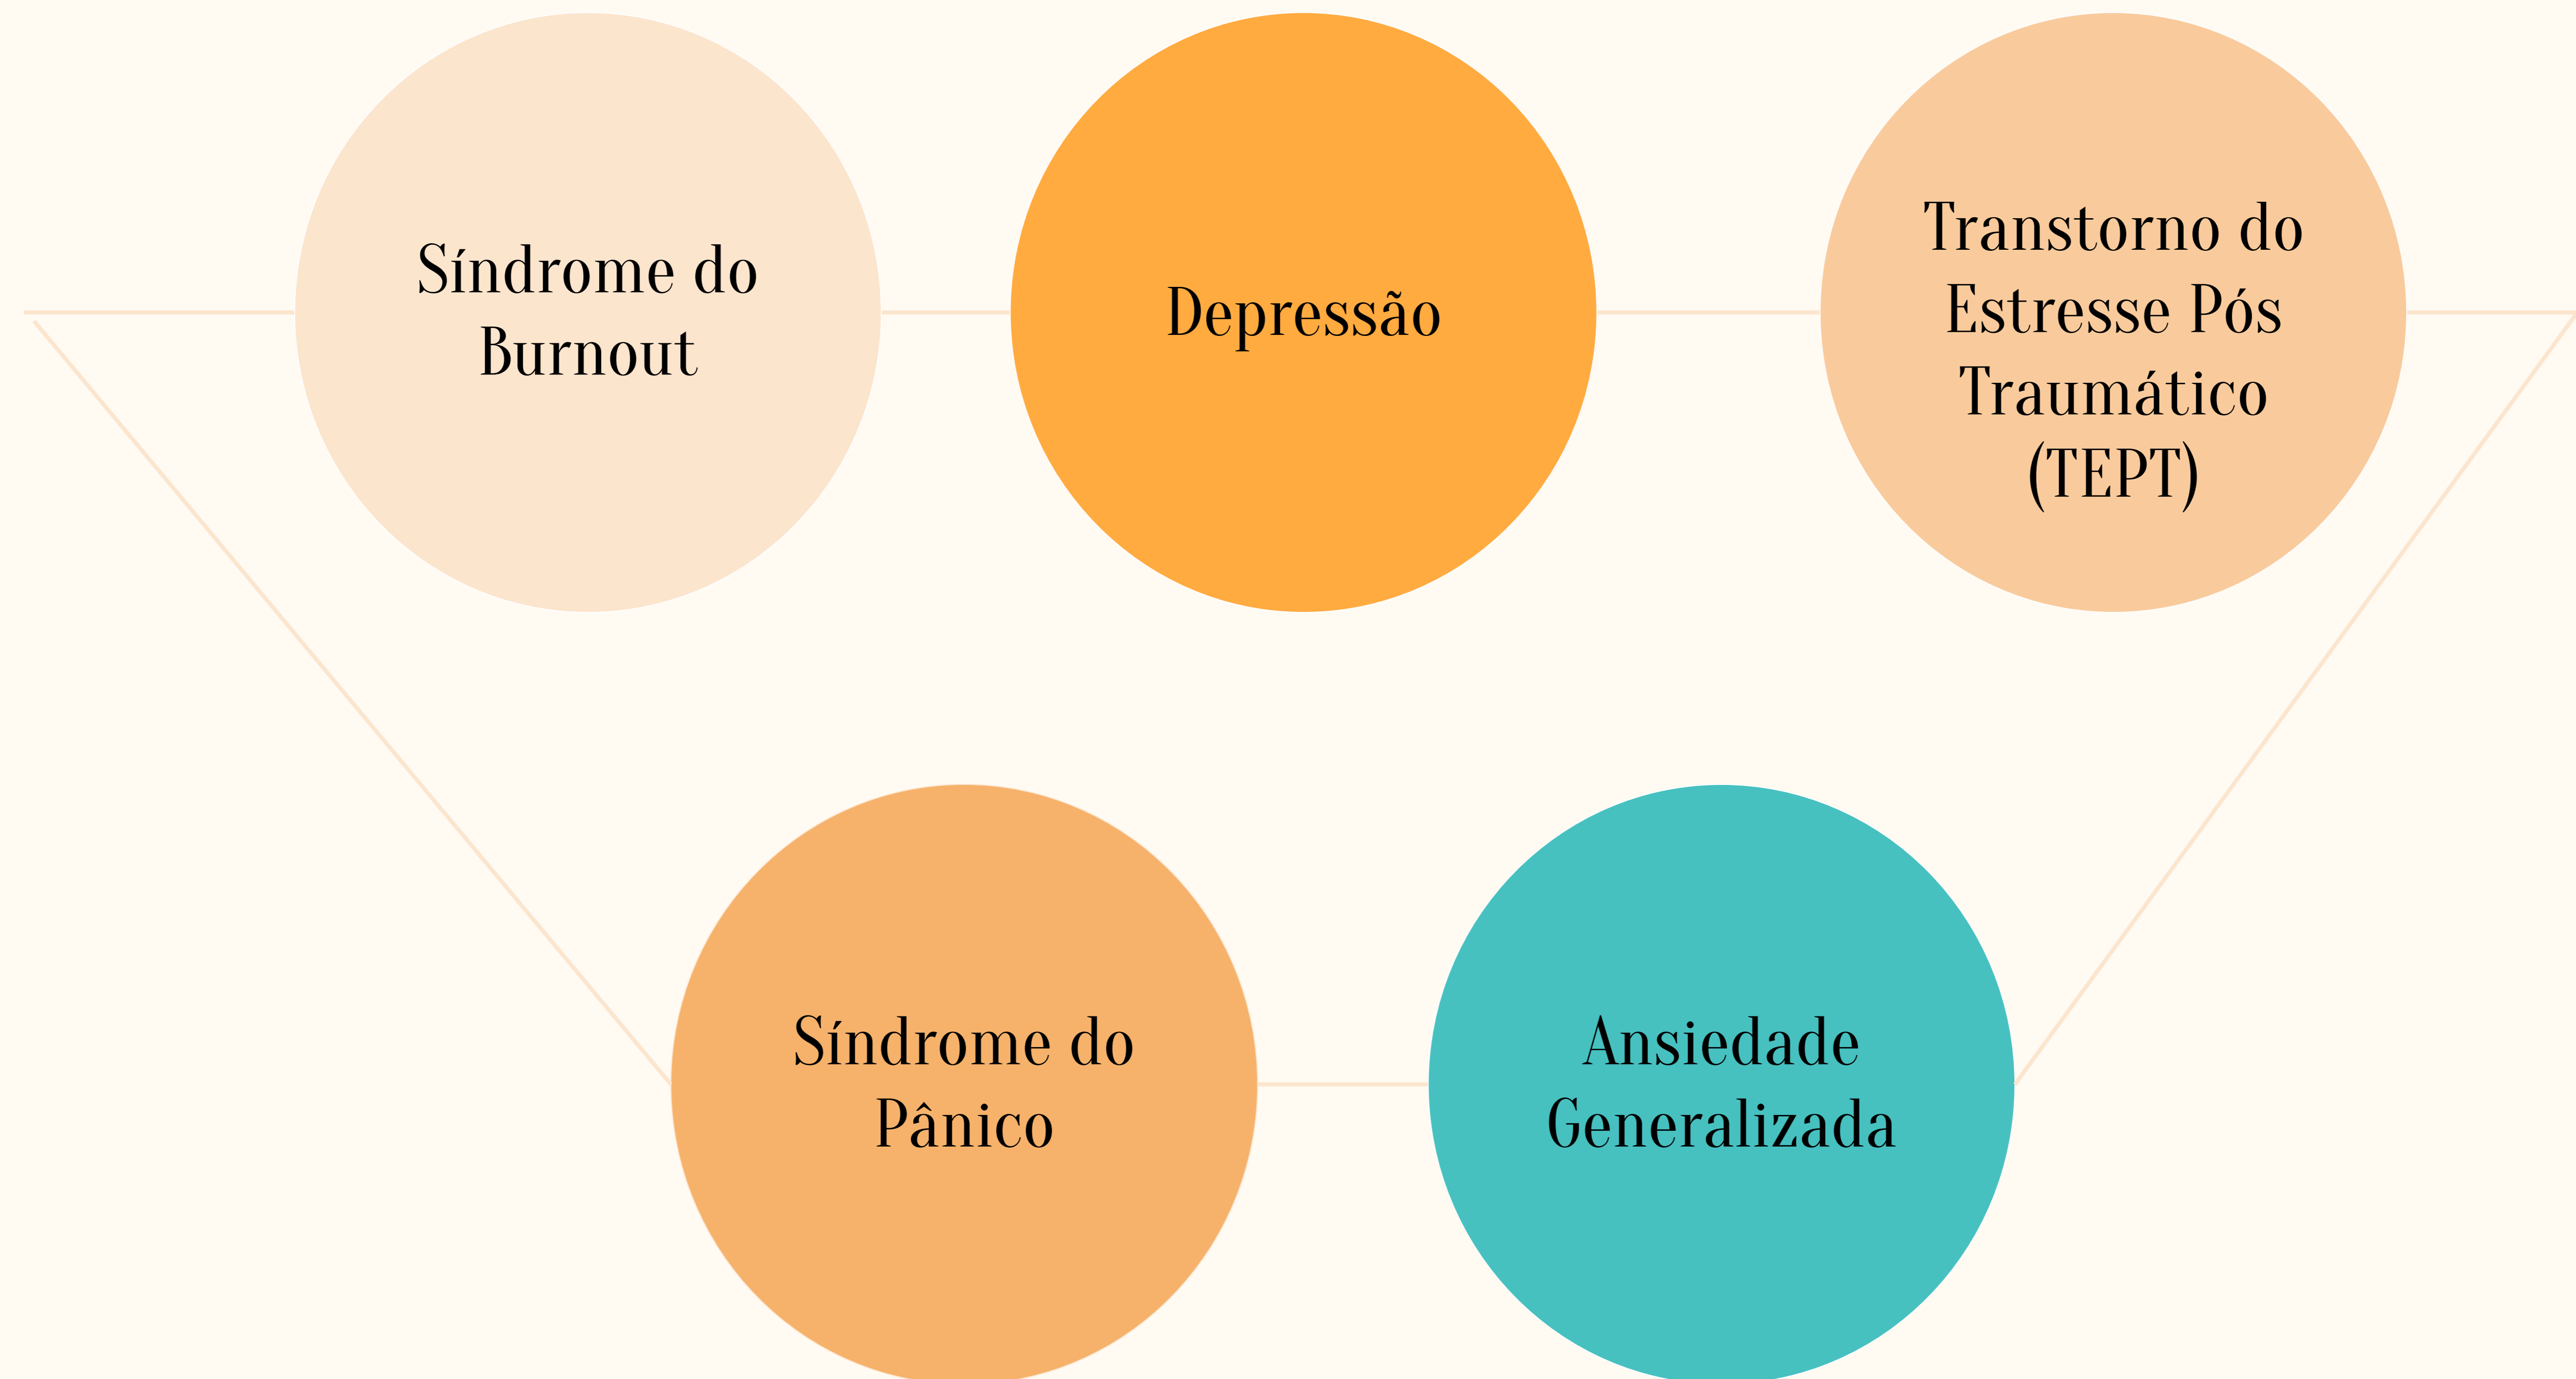 Síndrome do
Burnout
Depressão
Transtorno do
Estresse Pós
Traumático
(TEPT)
Síndrome do
Pânico
Ansiedade
Generalizada